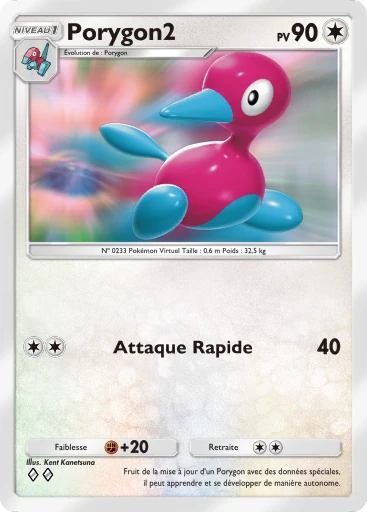 NIVEAU 1
Porygon2
PV 90
Évolution de : Porygon
N° 0233 Pokémon Virtuel Taille : 0,6 m Poids : 32,5 kg
Attaque Rapide 40
Faiblesse +20 Retraite
Illus. Kent Kanetsuna
Fruit de la mise à jour d'un Porygon avec des données spéciales,
il peut apprendre et se développer de manière autonome.